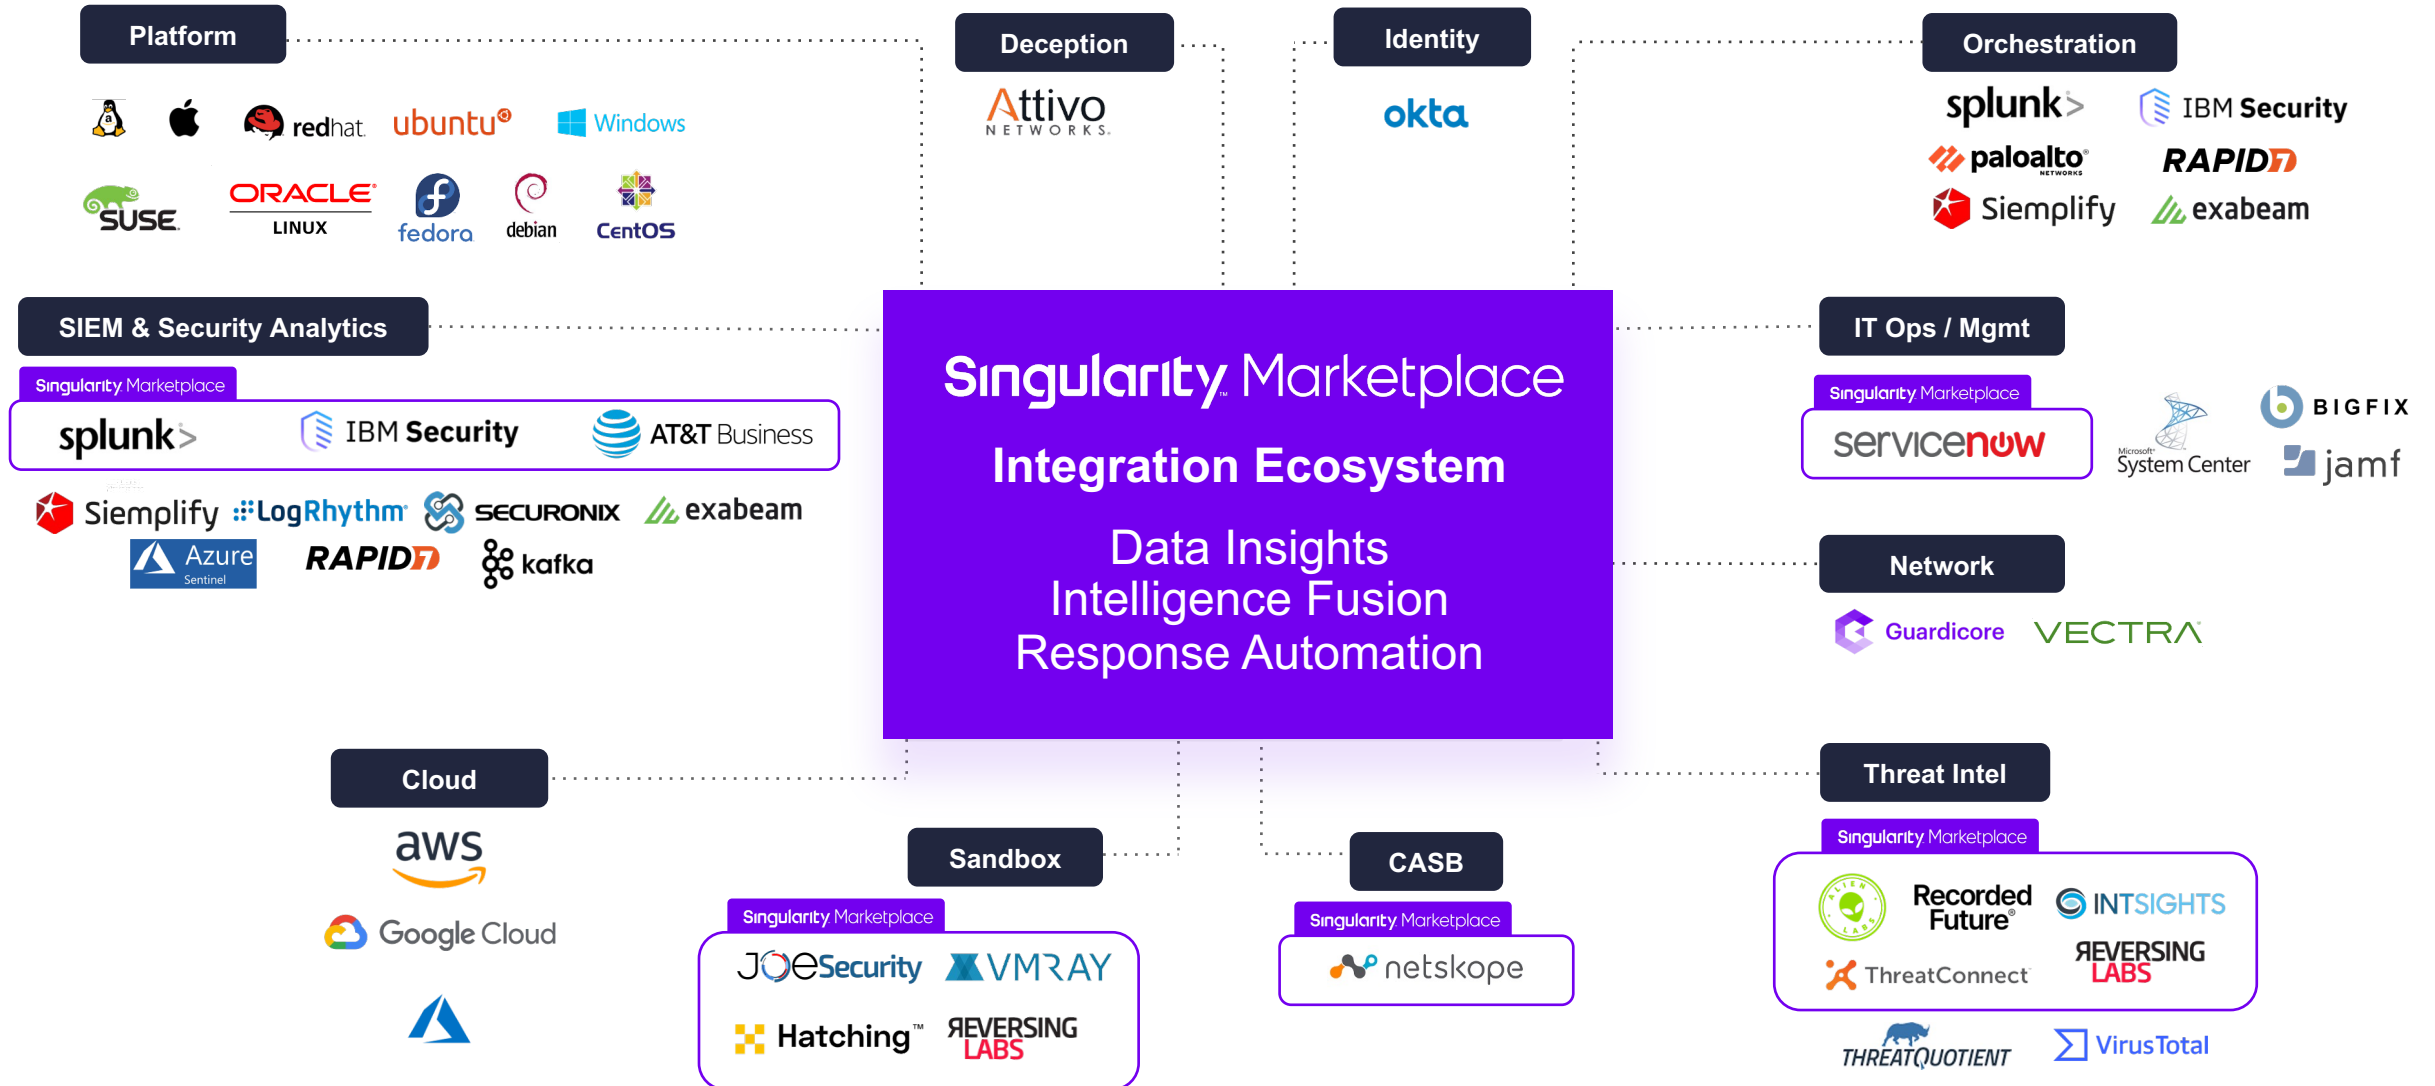 Platform
redhat.
ubuntu
Windows
SUSE
ORACLE
LINUX
fedora
debian
CentOS
Deception
Attivo
NETWORKS
Identity
okta
Orchestration
splunk>
IBM Security
paloalto
NETWORKS
RAPID7
Siemplify
exabeam
SIEM & Security Analytics
Singularity Marketplace
splunk>
IBM Security
AT&T Business
Siemplify
LogRhythm
SECURONIX
exabeam
Azure
Sentinel
RAPID7
kafka
Singularity™ Marketplace
Integration Ecosystem
Data Insights
Intelligence Fusion
Response Automation
IT Ops / Mgmt
Singularity Marketplace
servicenow
Microsoft
System Center
BIGFIX
jamf
Network
Guardicore
VECTRA
Cloud
aws
Google Cloud
Sandbox
Singularity Marketplace
JOESecurity
VMRAY
Hatching™
REVERSING
LABS
CASB
Singularity Marketplace
netskope
Threat Intel
Singularity Marketplace
ALIEN
LABS
Recorded
Future®
INTSIGHTS
ThreatConnect
REVERSING
LABS
THREATQUOTIENT
VirusTotal